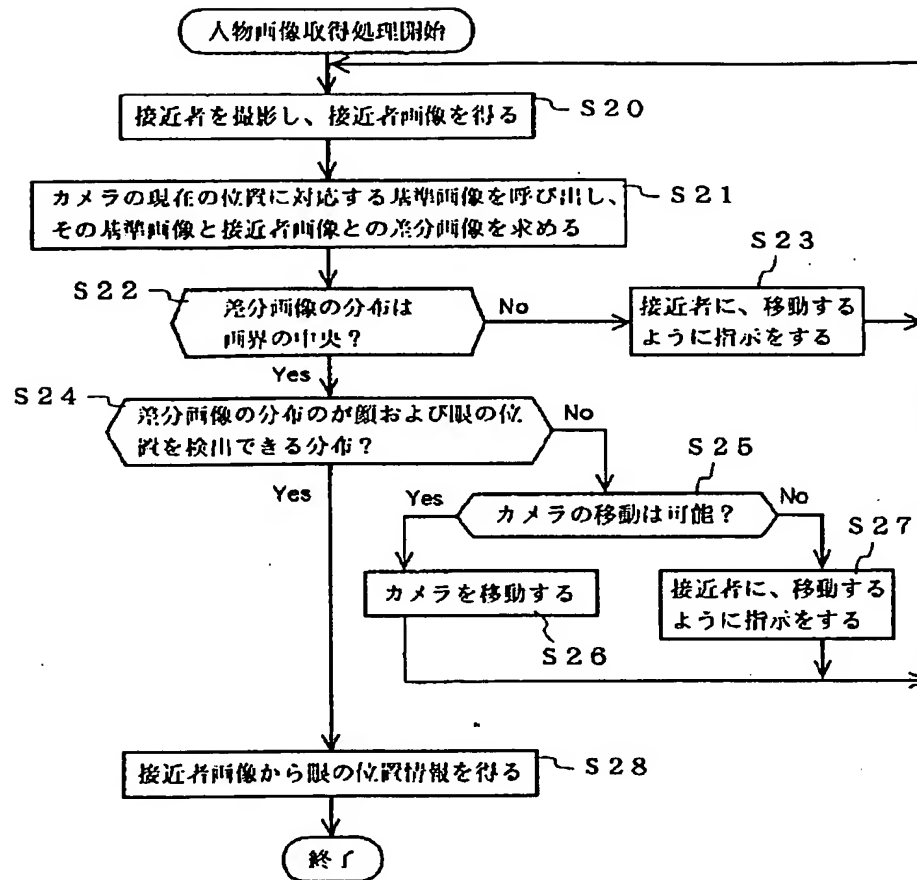 人物画像取得処理開始
接近者を撮影し、接近者画像を得る
S20
カメラの現在の位置に対応する基準画像を呼び出し、
その基準画像と接近者画像との差分画像を求める
S21
S22
差分画像の分布は
画界の中央?
No
Yes
S23
接近者に、移動する
ように指示をする
S24
差分画像の分布のが顔および眼の位
置を検出できる分布?
No
Yes
S25
カメラの移動は可能?
Yes
No
カメラを移動する
S26
S27
接近者に、移動する
ように指示をする
接近者画像から眼の位置情報を得る
S28
終了